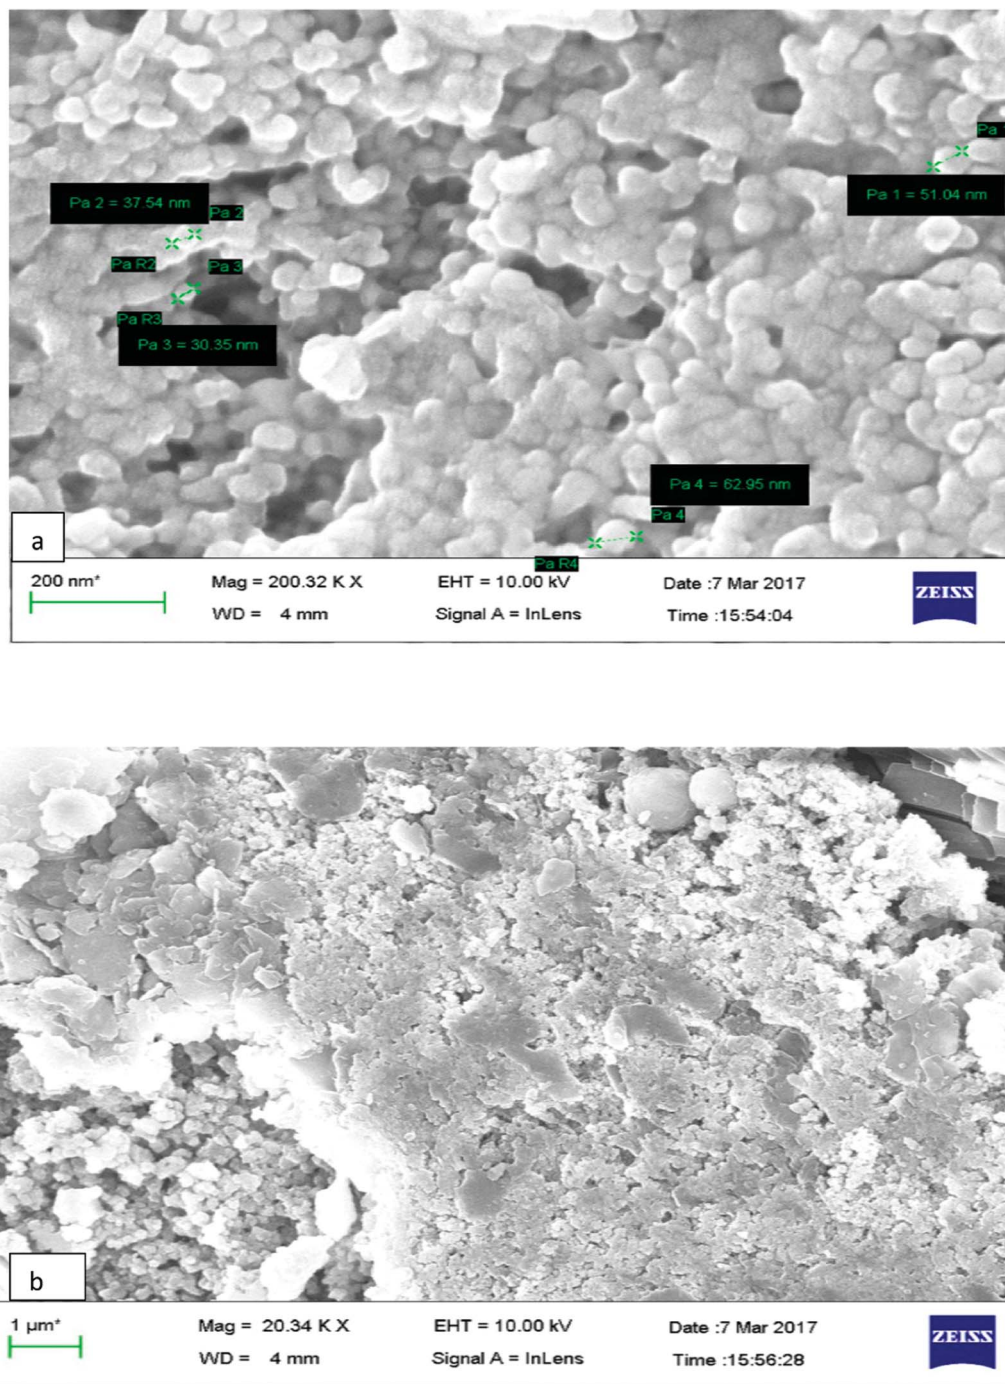 Pa
Pa 1 = 51.04 nm
Pa 2 = 37.54 nm
Pa 2
Pa R2
Pa 3
Pa R3
Pa 3 = 30.35 nm
Pa 4 = 62.95 nm
Pa 4
Pa R4
a
200 nm*
Mag = 200.32 K X
EHT = 10.00 kV
Date :7 Mar 2017
WD = 4 mm
Signal A = InLens
Time :15:54:04
ZEISS
b
1 µm*
Mag = 20.34 K X
EHT = 10.00 kV
Date :7 Mar 2017
WD = 4 mm
Signal A = InLens
Time :15:56:28
ZEISS